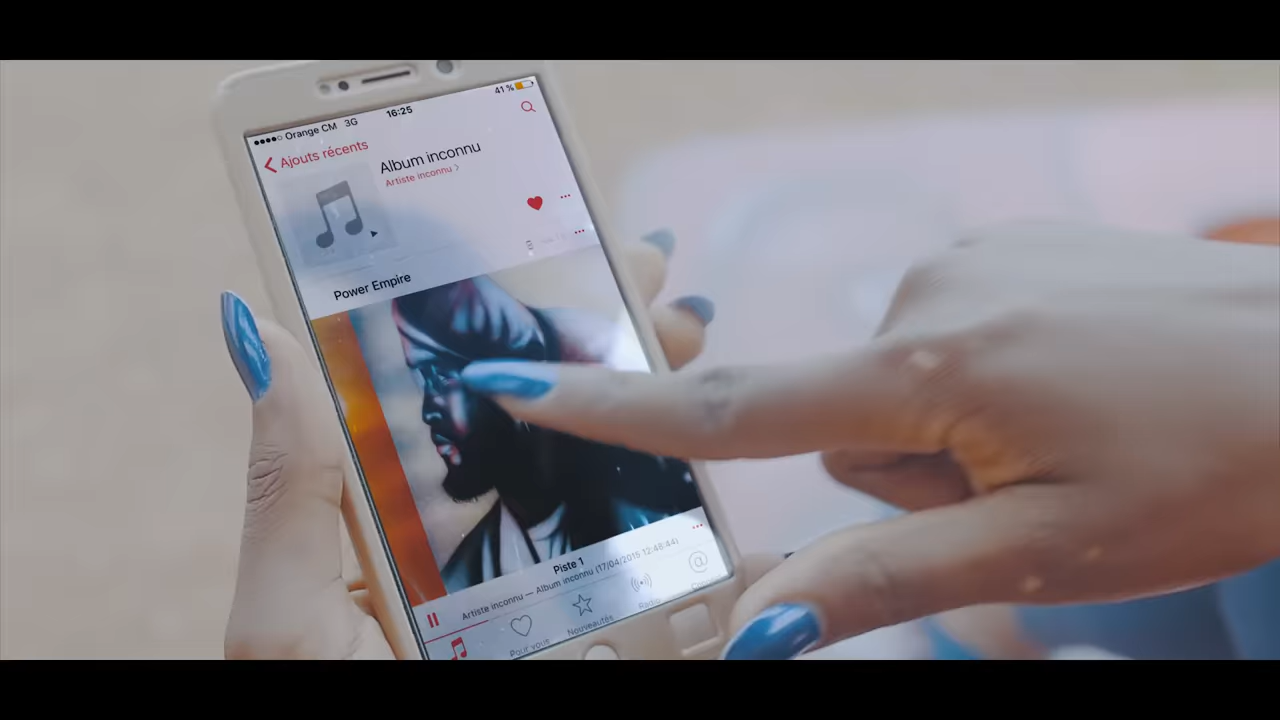 Orange CM 3G 16:25 41 %
Ajouts récents
Album inconnu
Artiste inconnu
Power Empire
Piste 1
Artiste inconnu — Album inconnu (17/04/2015 12:48:44)
Pour vous Nouveautés Radio